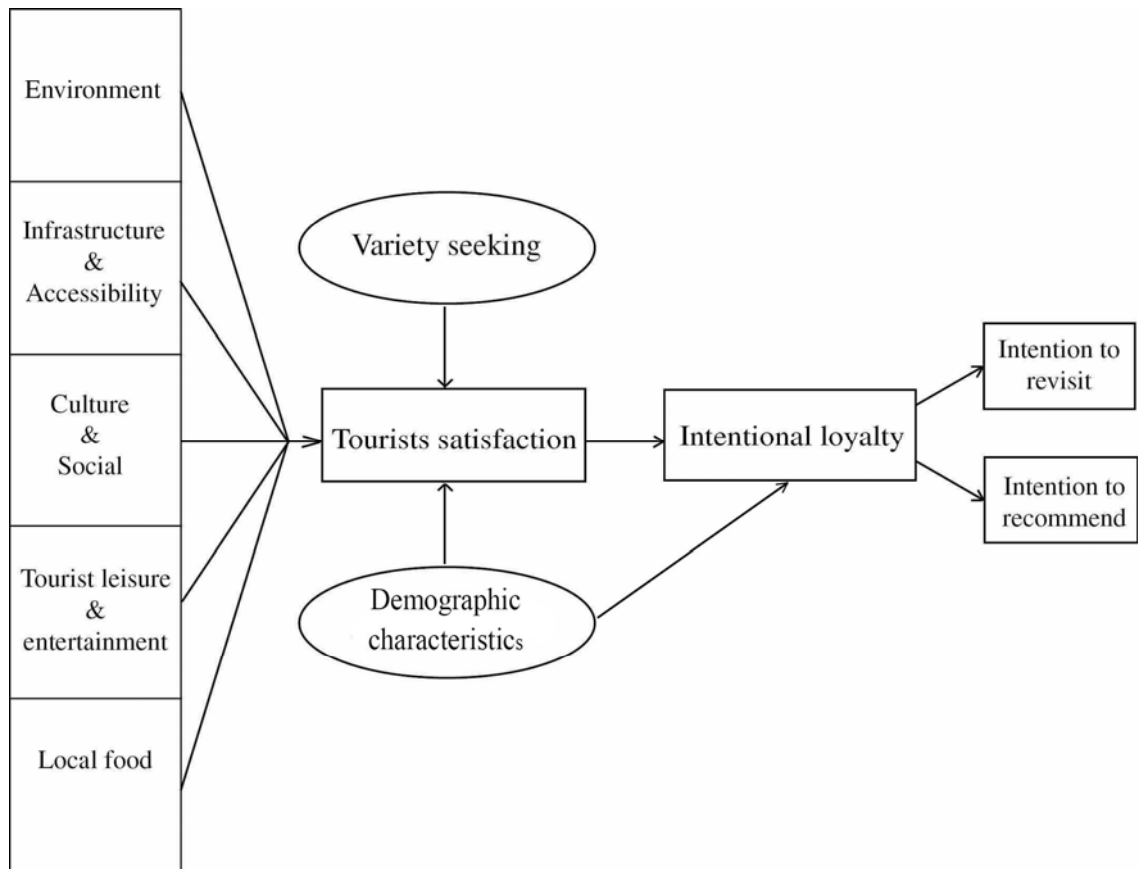 Environment
Infrastructure
&
Accessibility
Culture
&
Social
Tourist leisure
&
entertainment
Local food
Variety seeking
Tourists satisfaction
Demographic
characteristics
Intentional loyalty
Intention to
revisit
Intention to
recommend